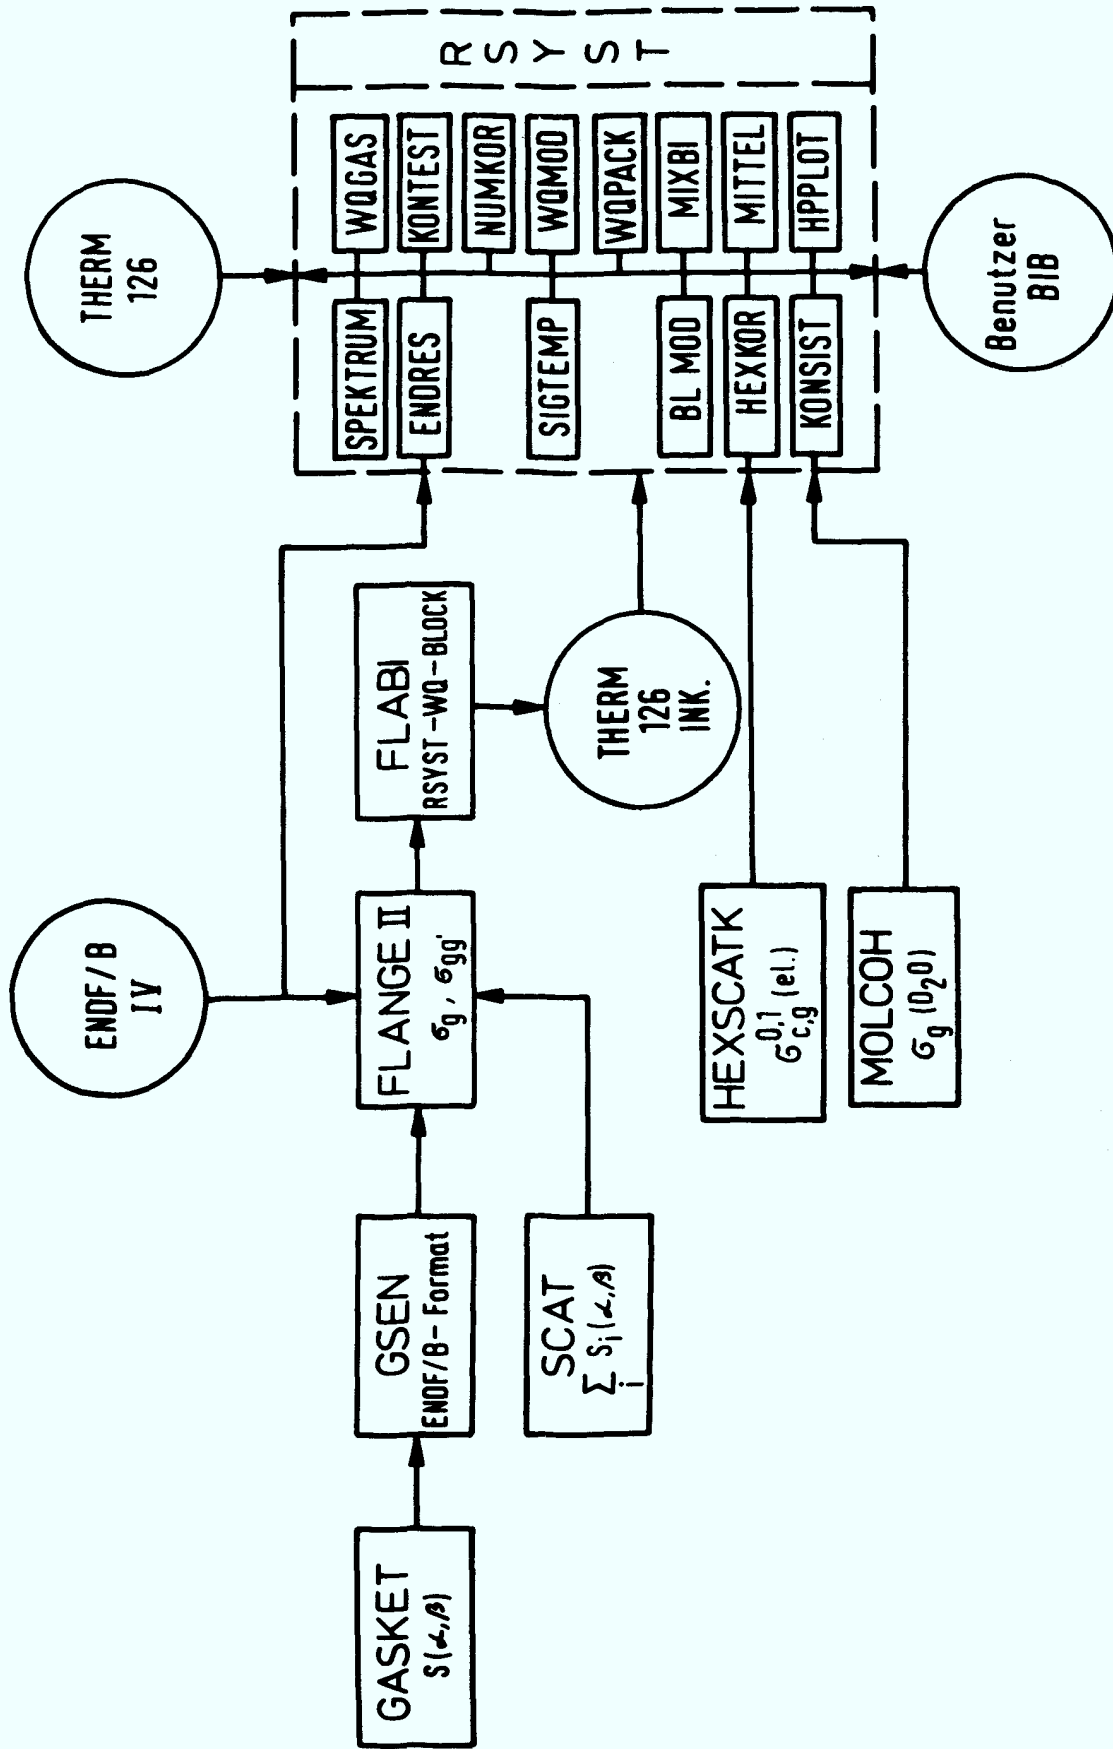 GASKET
S(α,β)
GSEN
ENDF/B-Format
SCAT
∑ Sᵢ(α,β)
i
ENDF/B
IV
FLANGE II
σg, σgg'
FLABI
RSYST-WQ-BLOCK
THERM
126
INK.
HEXSCATK
σ0,1c,g (el.)
MOLCOH
σg (D₂O)
THERM
126
SPEKTRUM
WQGAS
ENDRES
KONTEST
NUMKOR
SIGTEMP
WQMOD
WQPACK
BL MOD
MIXBI
HEXKOR
MITTEL
KONSIST
HPPLOT
RSYST
Benutzer
BIB